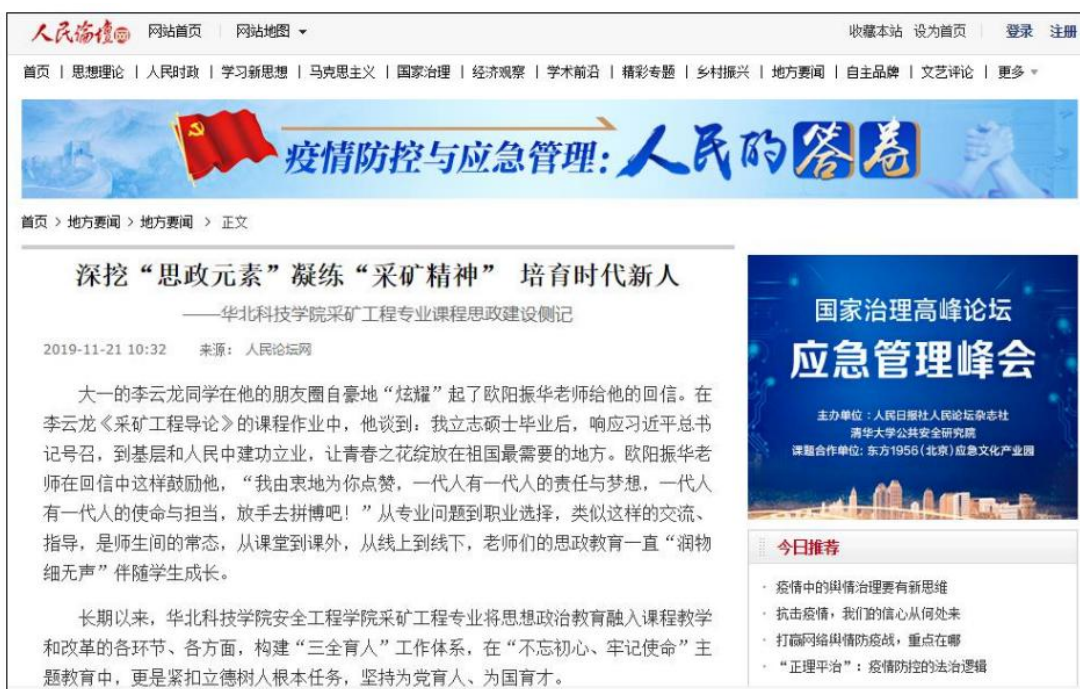 人民论坛网 网站首页 网站地图 收藏本站 设为首页 登录 注册
首页 | 思想理论 | 人民时政 | 学习新思想 | 马克思主义 | 国家治理 | 经济观察 | 学术前沿 | 精彩专题 | 乡村振兴 | 地方要闻 | 自主品牌 | 文艺评论 | 更多
疫情防控与应急管理:人民的答卷
首页 > 地方要闻 > 地方要闻 > 正文
深挖“思政元素”凝练“采矿精神” 培育时代新人
——华北科技学院采矿工程专业课程思政建设侧记
2019-11-21 10:32 来源: 人民论坛网
大一的李云龙同学在他的朋友圈自豪地“炫耀”起了欧阳振华老师给他的回信。在
李云龙《采矿工程导论》的课程作业中，他谈到：我立志硕士毕业后，响应习近平总书
记号召，到基层和人民中建功立业，让青春之花绽放在祖国最需要的地方。欧阳振华老
师在回信中这样鼓励他，“我由衷地为你点赞，一代人有一代人的责任与梦想，一代人
有一代人的使命与担当，放手去拼博吧！”从专业问题到职业选择，类似这样的交流、
指导，是师生间的常态，从课堂到课外，从线上到线下，老师们的思政教育一直“润物
细无声”伴随学生成长。
长期以来，华北科技学院安全工程学院采矿工程专业将思想政治教育融入课程教学
和改革的各环节、各方面，构建“三全育人”工作体系，在“不忘初心、牢记使命”主
题教育中，更是紧扣立德树人根本任务，坚持为党育人、为国育才。
国家治理高峰论坛
应急管理峰会
主办单位：人民日报社人民论坛杂志社
清华大学公共安全研究院
课题合作单位：东方1956（北京）应急文化产业园
今日推荐
· 疫情中的舆情治理要有新思维
· 抗击疫情，我们的信心从何处来
· 打赢网络舆情防疫战，重点在哪
· “正理平治”：疫情防控的法治逻辑